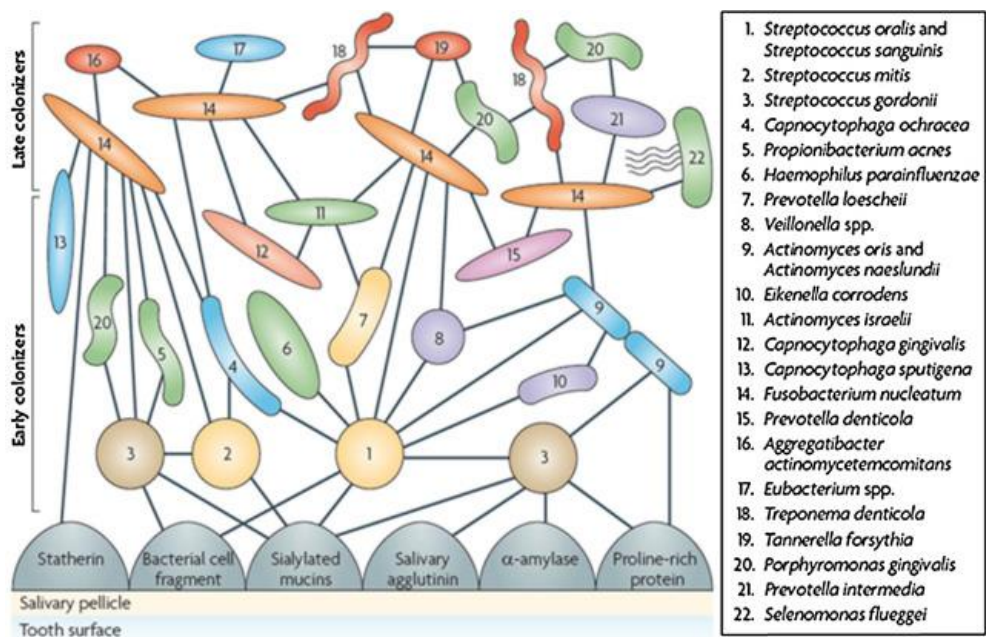 Late colonizers
Early colonizers
16
17
18
19
20
18
14
14
20
21
14
22
14
11
13
12
15
20
5
4
6
7
8
9
9
10
3
2
1
3
Statherin
Bacterial cell
fragment
Sialylated
mucins
Salivary
agglutinin
α-amylase
Proline-rich
protein
Salivary pellicle
Tooth surface
1. Streptococcus oralis and
Streptococcus sanguinis
2. Streptococcus mitis
3. Streptococcus gordonii
4. Capnocytophaga ochracea
5. Propionibacterium acnes
6. Haemophilus parainfluenzae
7. Prevotella loescheii
8. Veillonella spp.
9. Actinomyces oris and
Actinomyces naeslundii
10. Eikenella corrodens
11. Actinomyces israelii
12. Capnocytophaga gingivalis
13. Capnocytophaga sputigena
14. Fusobacterium nucleatum
15. Prevotella denticola
16. Aggregatibacter
actinomycetemcomitans
17. Eubacterium spp.
18. Treponema denticola
19. Tannerella forsythia
20. Porphyromonas gingivalis
21. Prevotella intermedia
22. Selenomonas flueggei